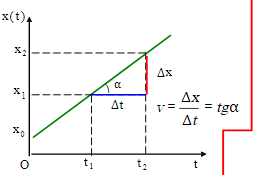 x(t)
x₂
α
Δx
x₁
Δt
v = Δx/Δt = tgα
x₀
O t₁ t₂ t